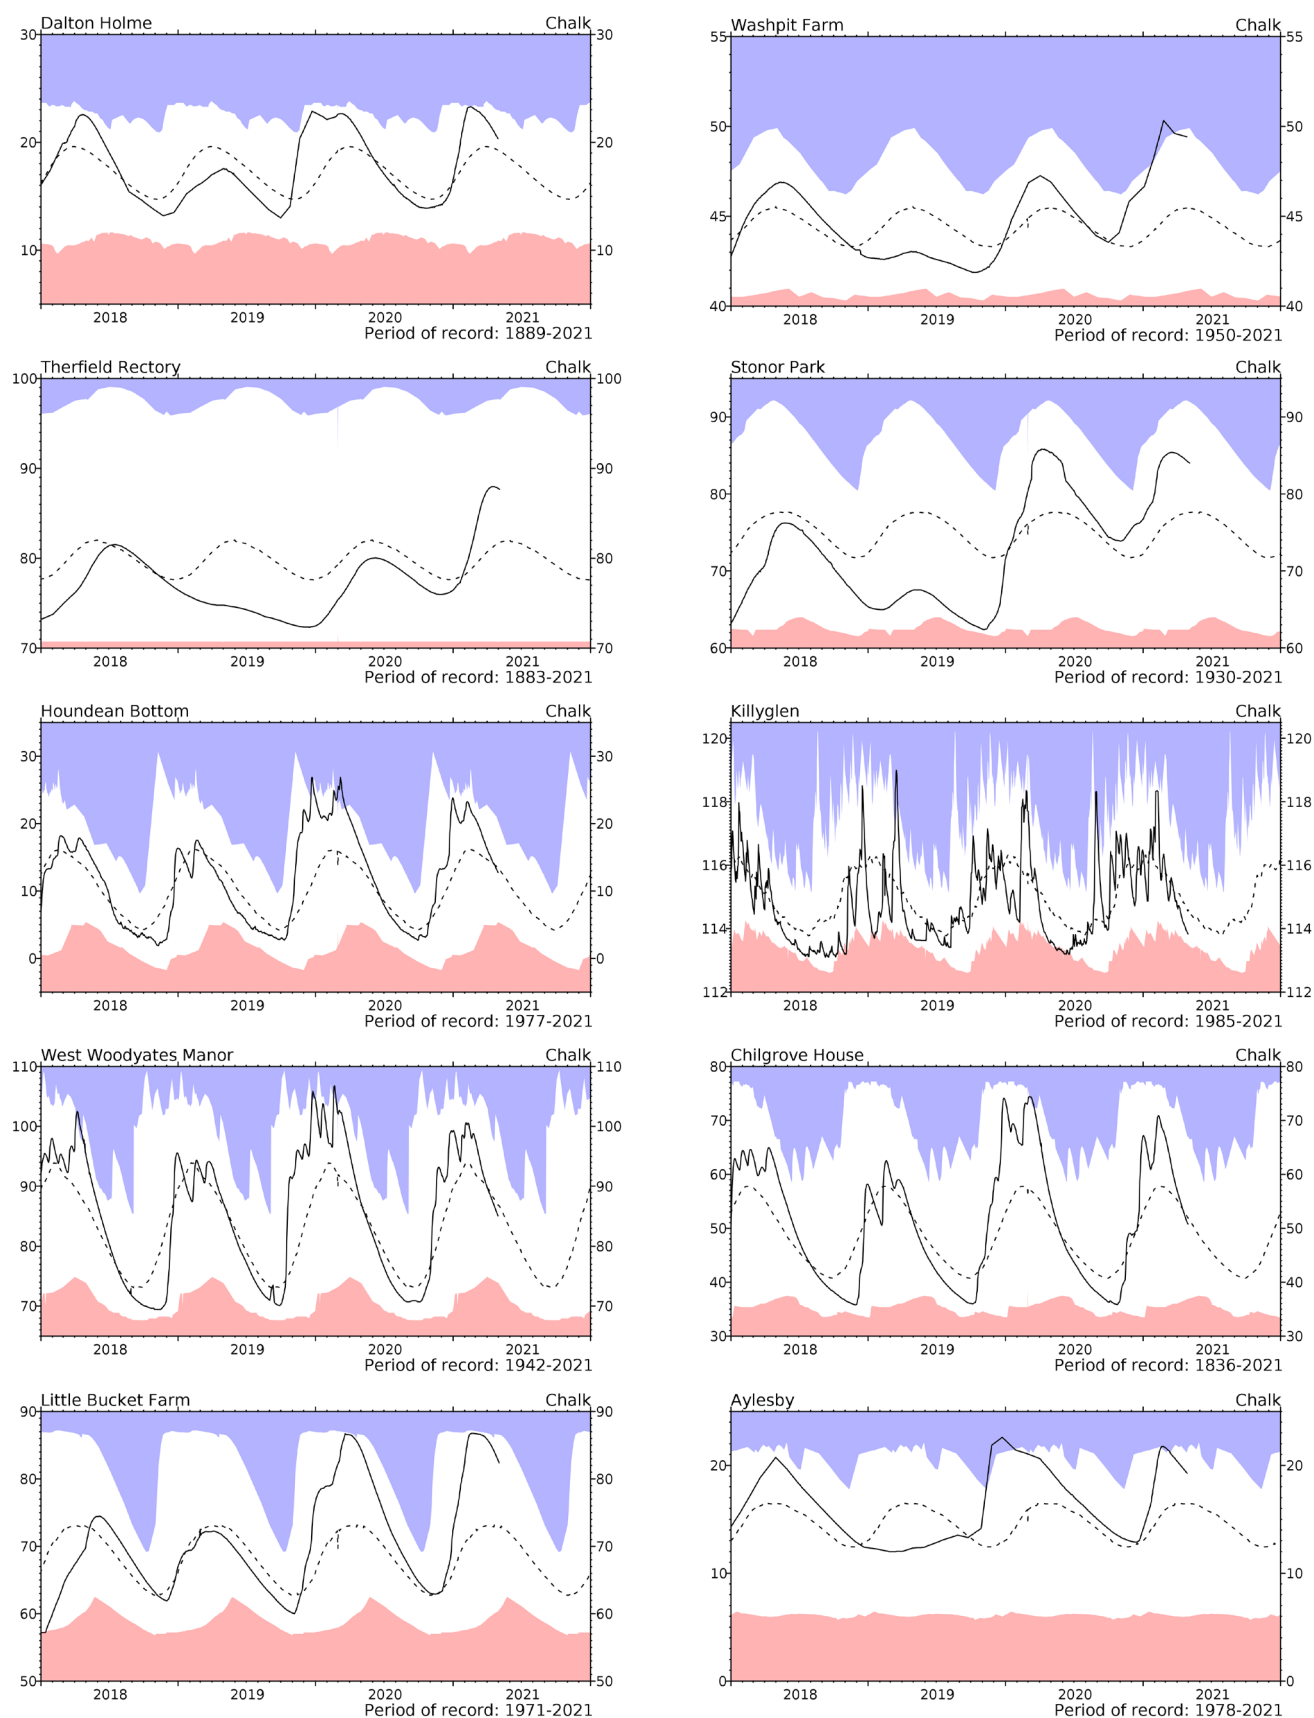 Dalton Holme Chalk
30 30
20 20
10 10
2018 2019 2020 2021
Period of record: 1889-2021
Washpit Farm Chalk
55 55
50 50
45 45
40 40
2018 2019 2020 2021
Period of record: 1950-2021
Therfield Rectory Chalk
100 100
90 90
80 80
70 70
2018 2019 2020 2021
Period of record: 1883-2021
Stonor Park Chalk
90 90
80 80
70 70
60 60
2018 2019 2020 2021
Period of record: 1930-2021
Houndean Bottom Chalk
30 30
20 20
10 10
0 0
2018 2019 2020 2021
Period of record: 1977-2021
Killyglen Chalk
120 120
118 118
116 116
114 114
112 112
2018 2019 2020 2021
Period of record: 1985-2021
West Woodyates Manor Chalk
110 110
100 100
90 90
80 80
70 70
2018 2019 2020 2021
Period of record: 1942-2021
Chilgrove House Chalk
80 80
70 70
60 60
50 50
40 40
30 30
2018 2019 2020 2021
Period of record: 1836-2021
Little Bucket Farm Chalk
90 90
80 80
70 70
60 60
50 50
2018 2019 2020 2021
Period of record: 1971-2021
Aylesby Chalk
20 20
10 10
0 0
2018 2019 2020 2021
Period of record: 1978-2021